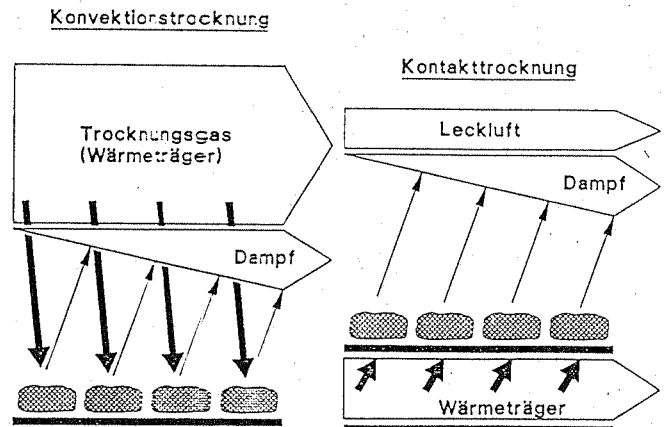 Konvektionstrocknung
Trocknungsgas
(Wärmeträger)
Dampf
Kontakttrocknung
Leckluft
Dampf
Wärmeträger